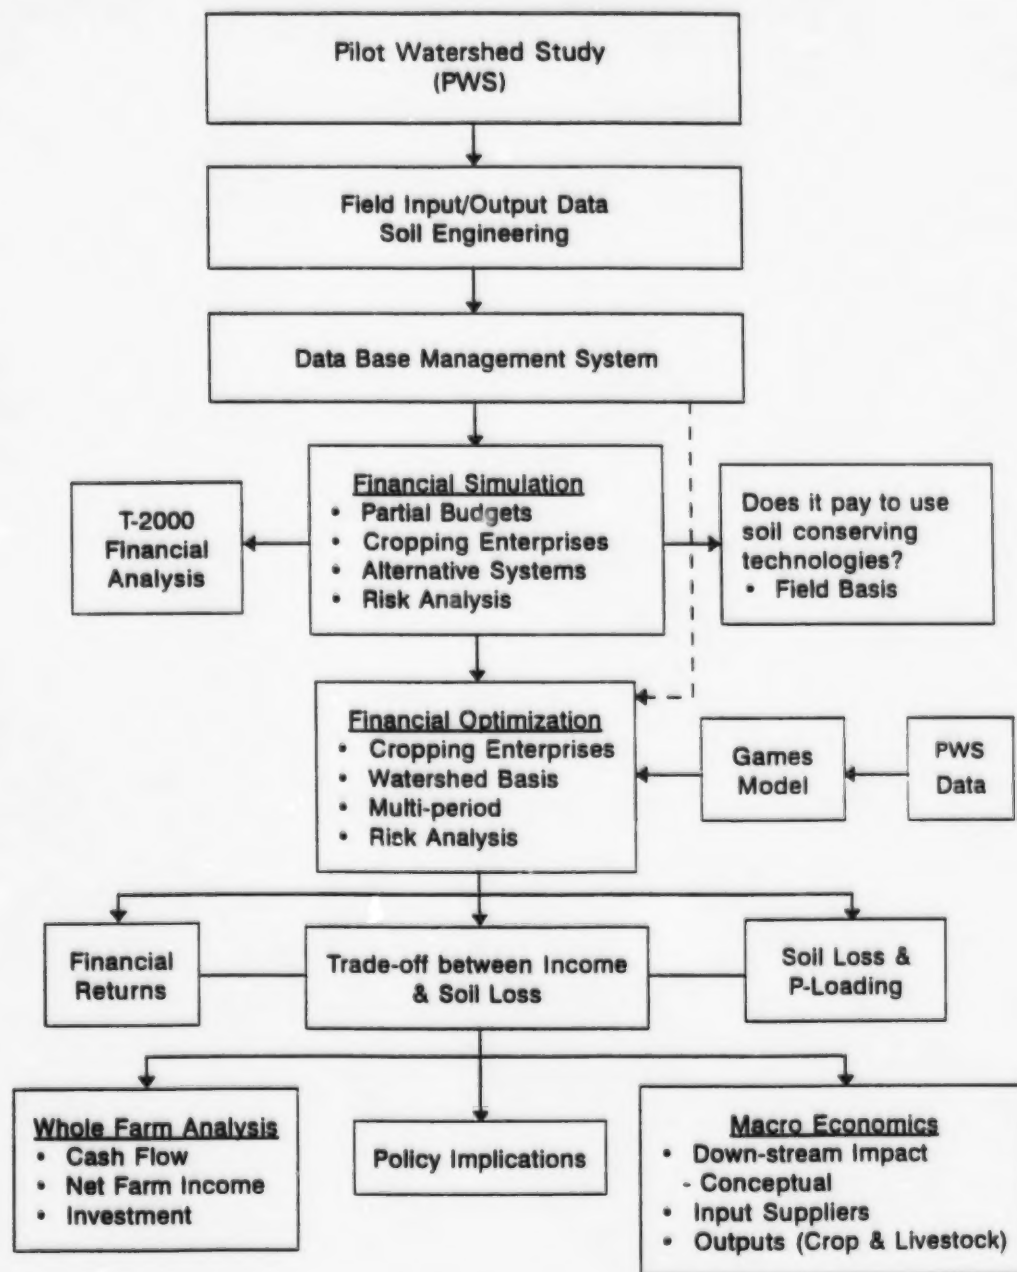 Pilot Watershed Study
(PWS)
Field Input/Output Data
Soil Engineering
Data Base Management System
Financial Simulation
• Partial Budgets
• Cropping Enterprises
• Alternative Systems
• Risk Analysis
T-2000
Financial
Analysis
Does it pay to use
soil conserving
technologies?
• Field Basis
Financial Optimization
• Cropping Enterprises
• Watershed Basis
• Multi-period
• Risk Analysis
Games
Model
PWS
Data
Financial
Returns
Trade-off between Income
& Soil Loss
Soil Loss &
P-Loading
Whole Farm Analysis
• Cash Flow
• Net Farm Income
• Investment
Policy Implications
Macro Economics
• Down-stream Impact
- Conceptual
• Input Suppliers
• Outputs (Crop & Livestock)